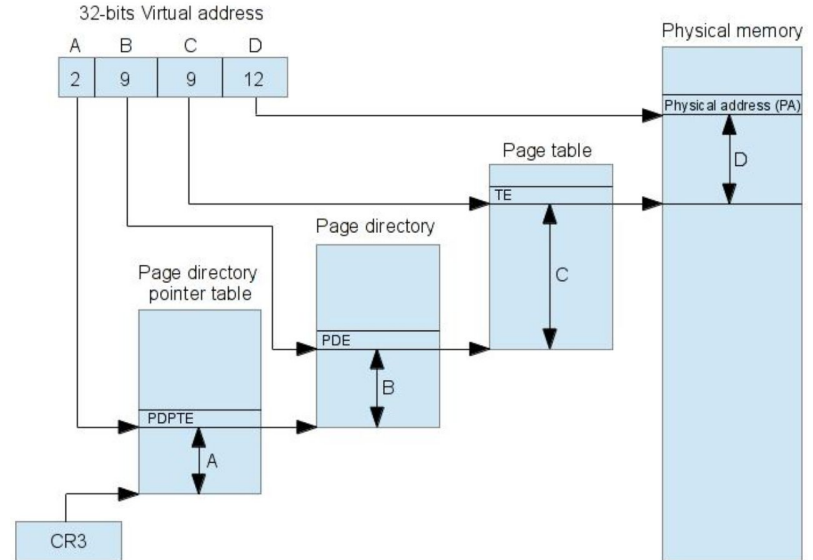 32-bits Virtual address
A B C D
2 9 9 12
Physical memory
Physical address (PA)
D
Page table
TE
C
Page directory
PDE
B
Page directory
pointer table
PDPTE
A
CR3